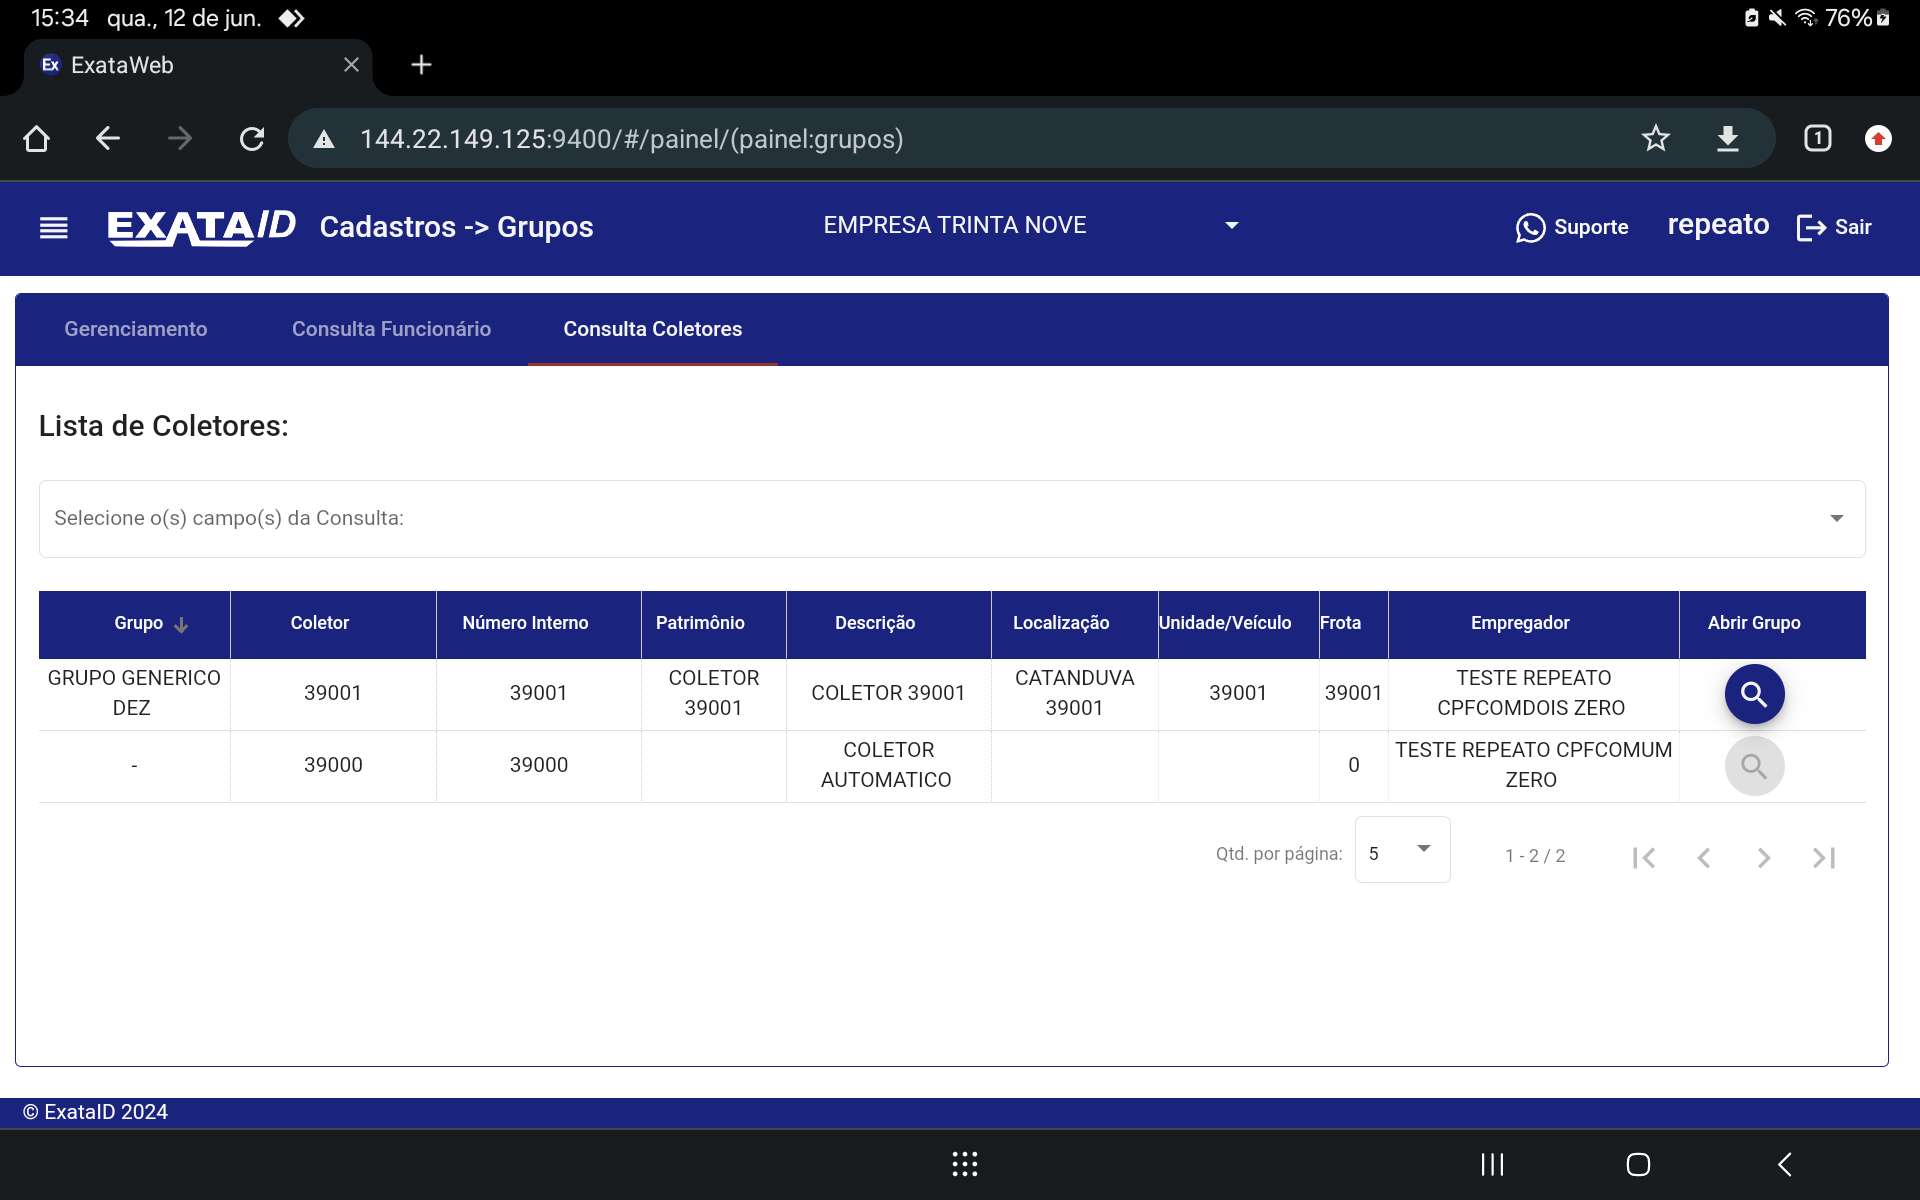 15:34 qua., 12 de jun. 76%
Ex ExataWeb
144.22.149.125:9400/#/painel/(painel:grupos) 1
EXATAID Cadastros -> Grupos EMPRESA TRINTA NOVE Suporte repeato Sair
Gerenciamento Consulta Funcionário Consulta Coletores
Lista de Coletores:
Selecione o(s) campo(s) da Consulta:
Grupo Coletor Número Interno Patrimônio Descrição Localização Unidade/Veículo Frota Empregador Abrir Grupo
GRUPO GENERICO DEZ 39001 39001 COLETOR 39001 COLETOR 39001 CATANDUVA 39001 39001 39001 TESTE REPEATO CPFCOMDOIS ZERO
- 39000 39000 COLETOR AUTOMATICO 0 TESTE REPEATO CPFCOMUM ZERO
Qtd. por página: 5 1 - 2 / 2
© ExataID 2024